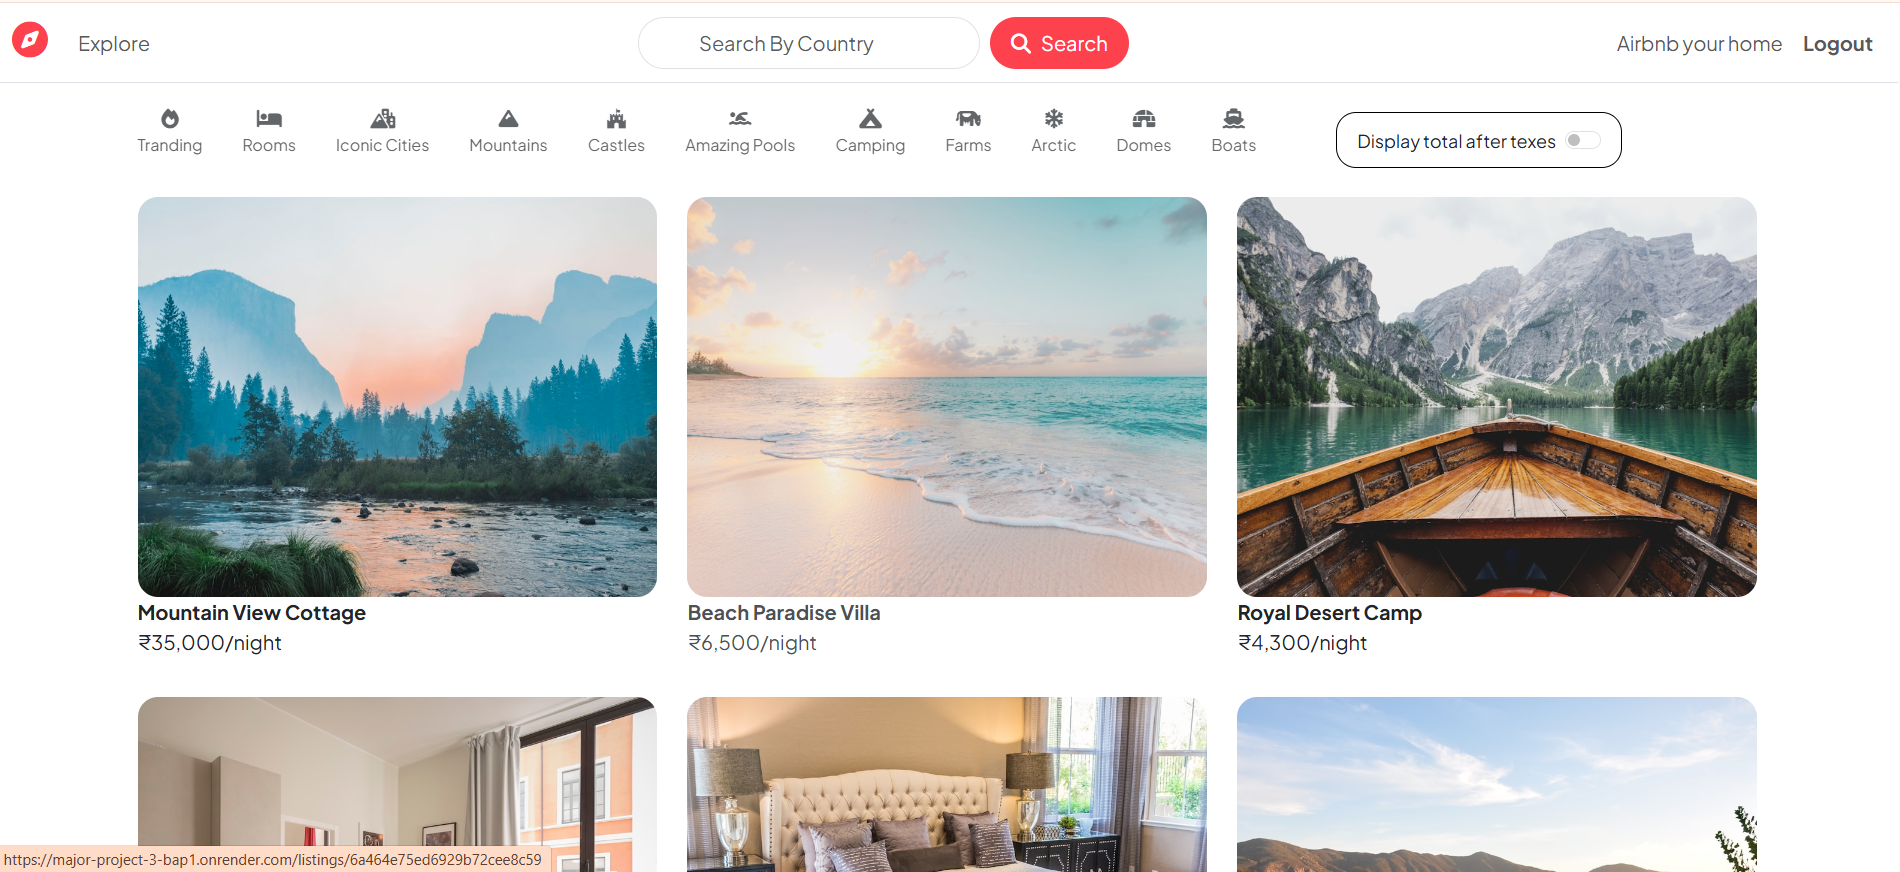 Explore
Search By Country
Search
Airbnb your home
Logout
Tranding
Rooms
Iconic Cities
Mountains
Castles
Amazing Pools
Camping
Farms
Arctic
Domes
Boats
Display total after texes
Mountain View Cottage
₹35,000/night
Beach Paradise Villa
₹6,500/night
Royal Desert Camp
₹4,300/night
https://major-project-3-bap1.onrender.com/listings/6a464e75ed6929b72cee8c59